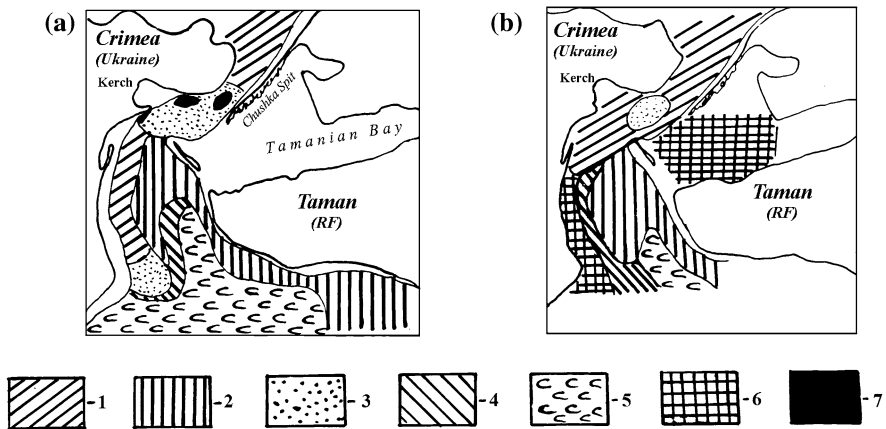 (a)
Crimea
(Ukraine)
Kerch
Chushka Spit
Tamanian Bay
Taman
(RF)
(b)
Crimea
(Ukraine)
Kerch
Taman
(RF)
-1
-2
-3
-4
-5
-6
-7